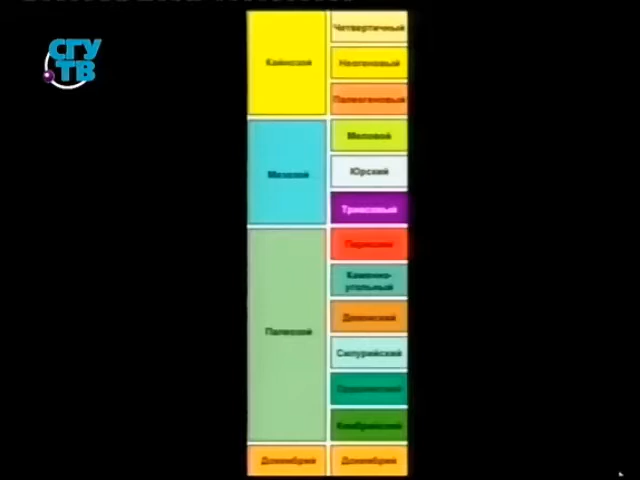 СГУ
ТВ
Четвертичный
Кайнозой
Неогеновый
Палеогеновый
Меловой
Мезозой
Юрский
Триасовый
Пермский
Каменно-
угольный
Палеозой
Девонский
Силурийский
Кембрийский
Докембрий
Докембрий